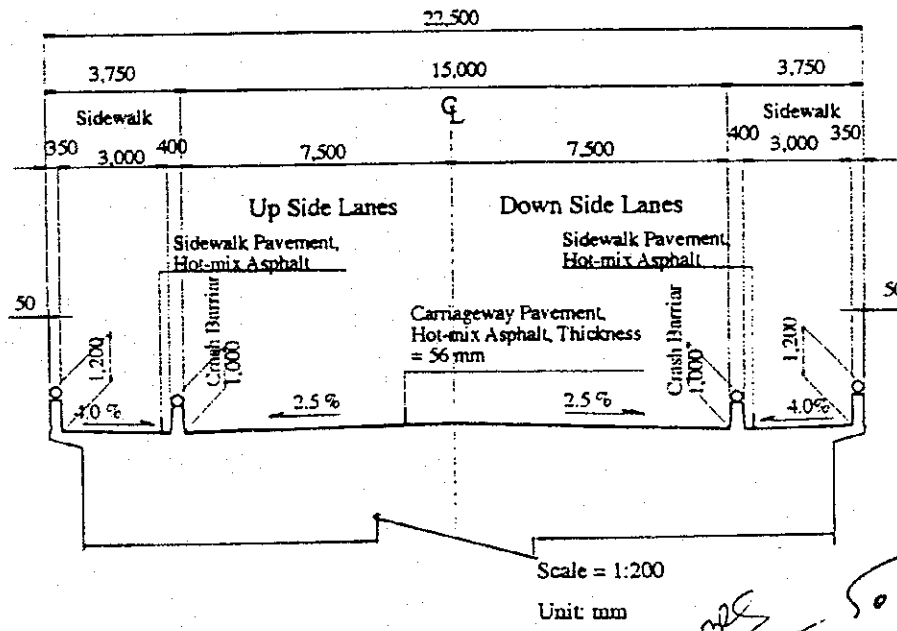 22,500
3,750 15,000 3,750
Sidewalk ℄ Sidewalk
350 3,000 400 7,500 7,500 400 3,000 350
Up Side Lanes Down Side Lanes
Sidewalk Pavement,
Hot-mix Asphalt
Sidewalk Pavement,
Hot-mix Asphalt
50
50
Carriageway Pavement,
Hot-mix Asphalt, Thickness
= 56 mm
1,200
Crash Barriar
1,000
Crash Barriar
1,000
1,200
4.0 % 2.5 % 2.5 % 4.0%
Scale = 1:200
Unit: mm